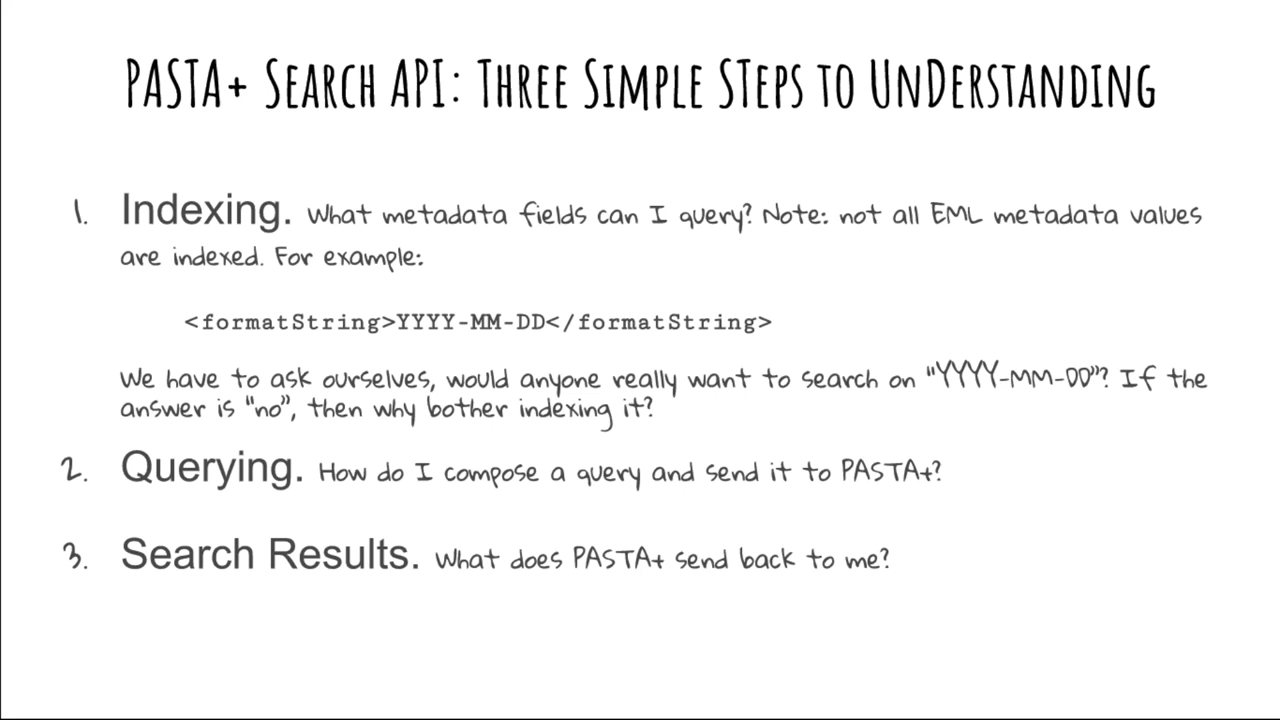 PASTA+ SEARCH API: THREE SIMPLE STEPS TO UNDERSTANDING
1. Indexing. What metadata fields can I query? Note: not all EML metadata values
are indexed. For example:
<formatString>YYYY-MM-DD</formatString>
We have to ask ourselves, would anyone really want to search on "YYYY-MM-DD"? If the
answer is "no", then why bother indexing it?
2. Querying. How do I compose a query and send it to PASTA+?
3. Search Results. What does PASTA+ send back to me?